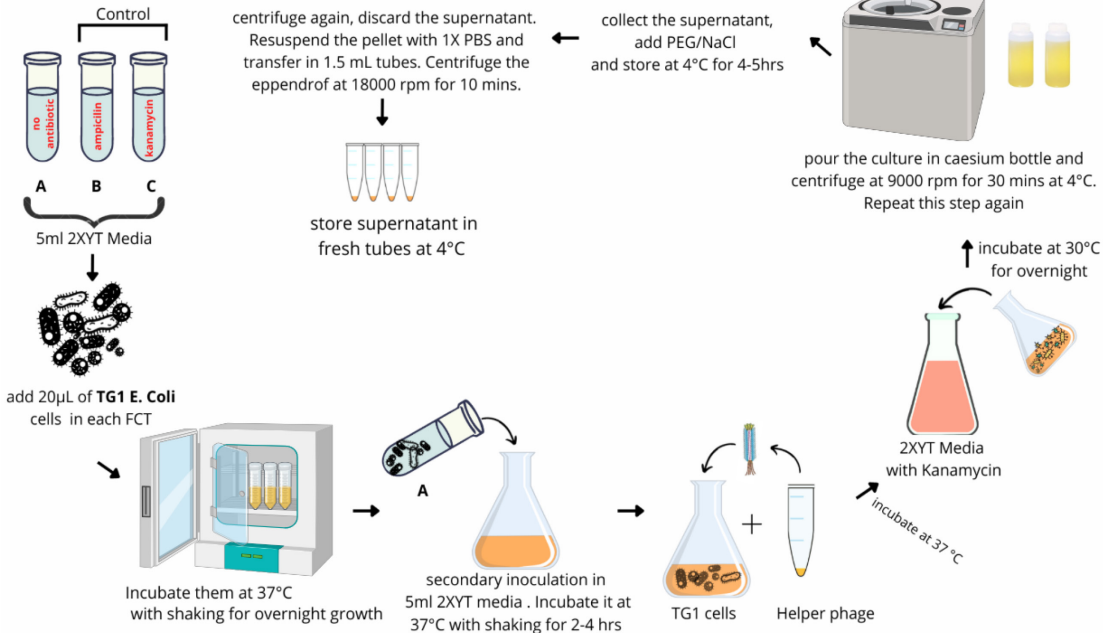 Control
no
antibiotic
ampicilin
kanamycin
A
B
C
5ml 2XYT Media
add 20µL of TG1 E. Coli
cells in each FCT
Incubate them at 37°C
with shaking for overnight growth
A
secondary inoculation in
5ml 2XYT media . Incubate it at
37°C with shaking for 2-4 hrs
+
TG1 cells
Helper phage
incubate at 37 °C
2XYT Media
with Kanamycin
incubate at 30°C
for overnight
pour the culture in caesium bottle and
centrifuge at 9000 rpm for 30 mins at 4°C.
Repeat this step again
collect the supernatant,
add PEG/NaCl
and store at 4°C for 4-5hrs
centrifuge again, discard the supernatant.
Resuspend the pellet with 1X PBS and
transfer in 1.5 mL tubes. Centrifuge the
eppendrof at 18000 rpm for 10 mins.
store supernatant in
fresh tubes at 4°C